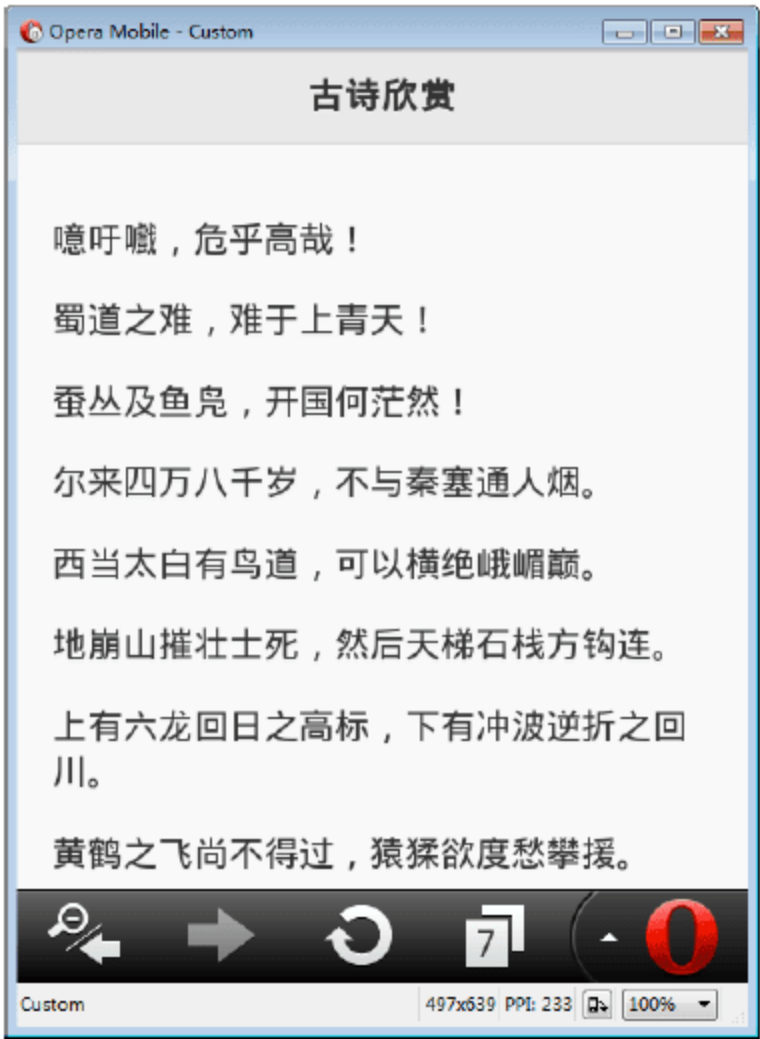 Opera Mobile - Custom
古诗欣赏
噫吁嚱，危乎高哉！
蜀道之难，难于上青天！
蚕丛及鱼凫，开国何茫然！
尔来四万八千岁，不与秦塞通人烟。
西当太白有鸟道，可以横绝峨嵋巅。
地崩山摧壮士死，然后天梯石栈方钩连。
上有六龙回日之高标，下有冲波逆折之回
川。
黄鹤之飞尚不得过，猿猱欲度愁攀援。
7
Custom 497x639 PPI: 233 100%